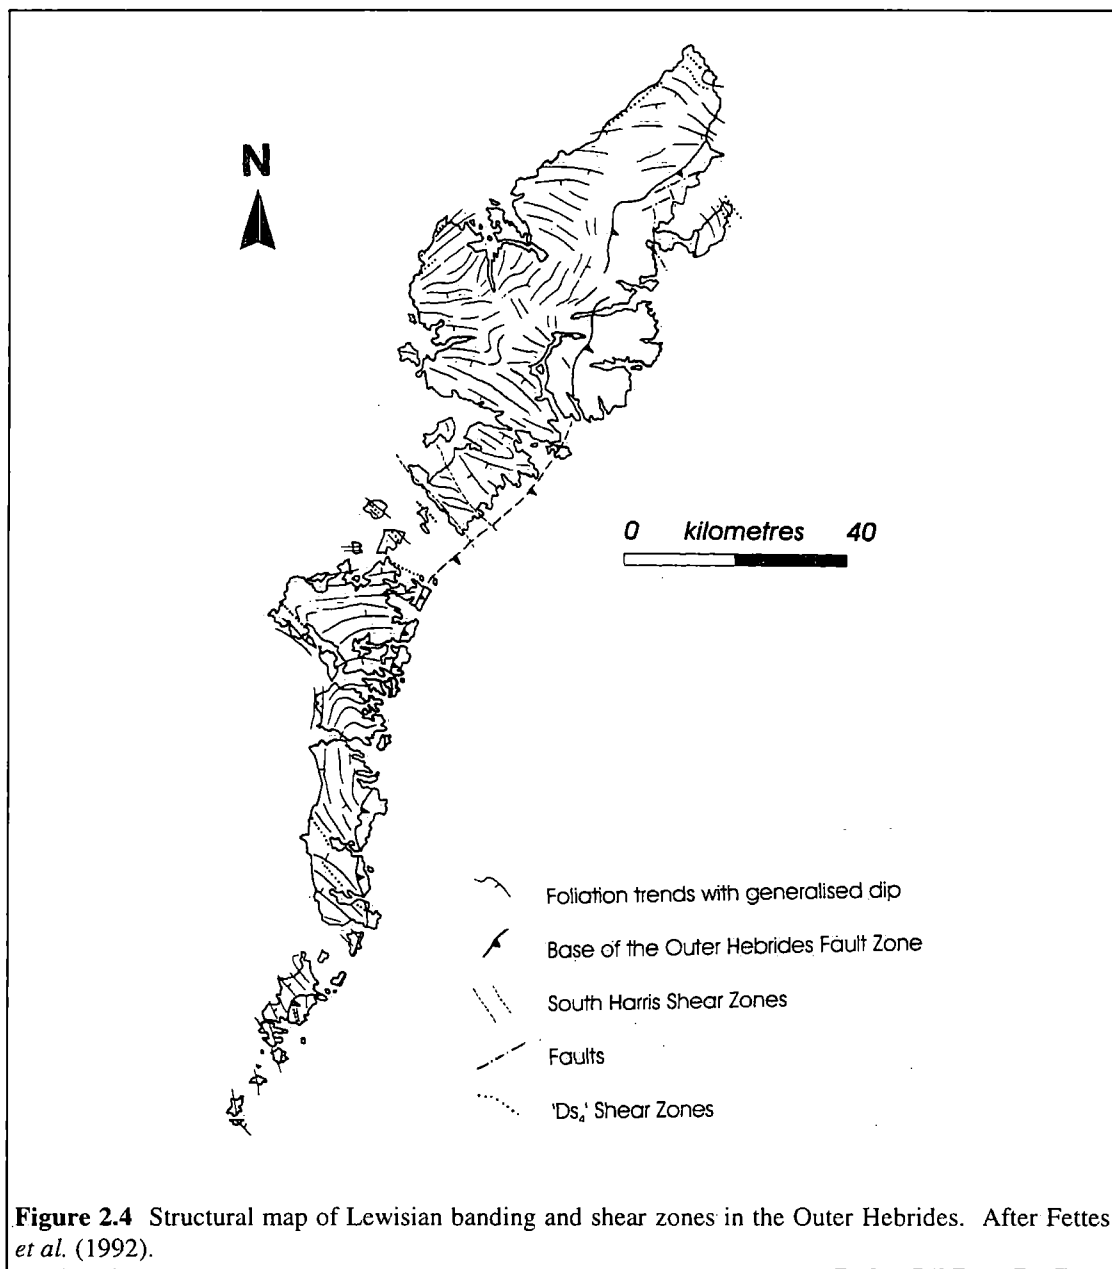 N
0 kilometres 40
Foliation trends with generalised dip
Base of the Outer Hebrides Fault Zone
South Harris Shear Zones
Faults
'Ds₄' Shear Zones
Figure 2.4 Structural map of Lewisian banding and shear zones in the Outer Hebrides. After Fettes
et al. (1992).